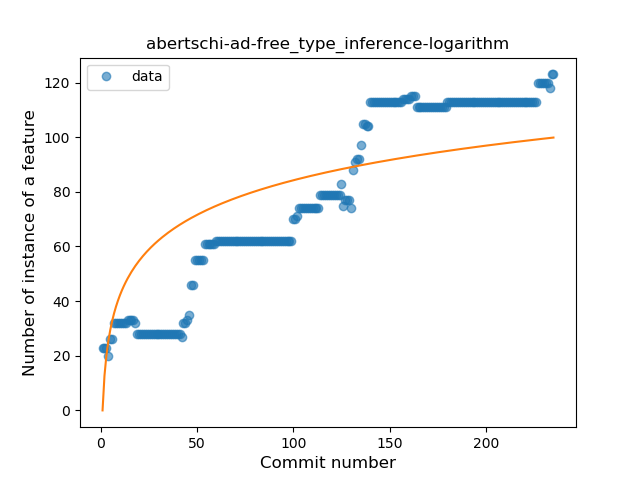 abertschi-ad-free_type_inference-logarithm
data
Number of instance of a feature
120
100
80
60
40
20
0
0 50 100 150 200
Commit number